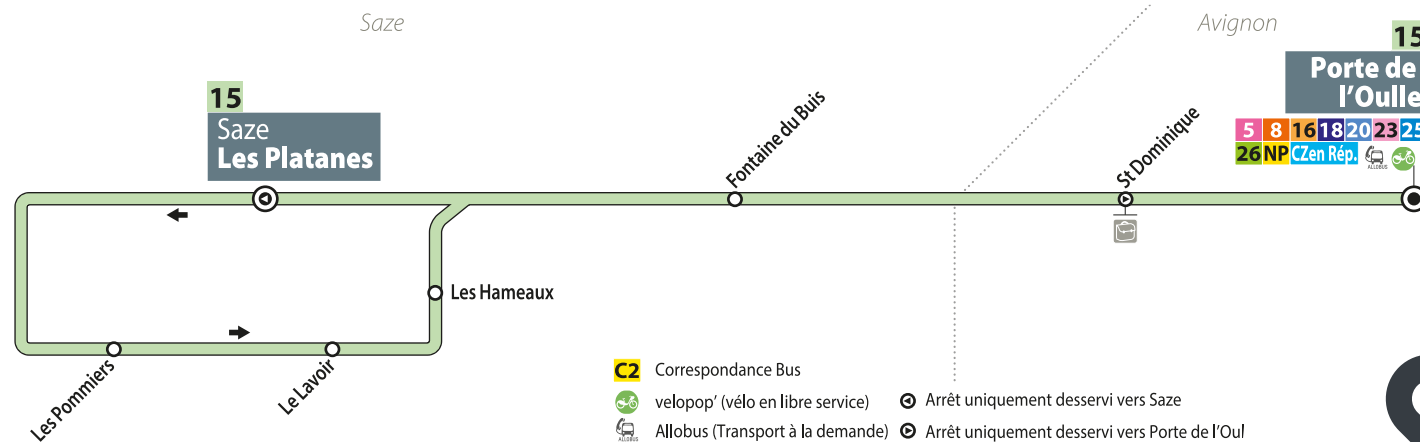 Saze
Avignon
15
Saze
Les Platanes
15
Porte de
l'Oulle
5 8 16 18 20 23 25
26 NP CZen Rép.
ALLOBUS
Fontaine du Buis
St Dominique
Les Hameaux
Les Pommiers
Le Lavoir
C2 Correspondance Bus
velopop' (vélo en libre service)
Arrêt uniquement desservi vers Saze
ALLOBUS
Allobus (Transport à la demande)
Arrêt uniquement desservi vers Porte de l'Oul